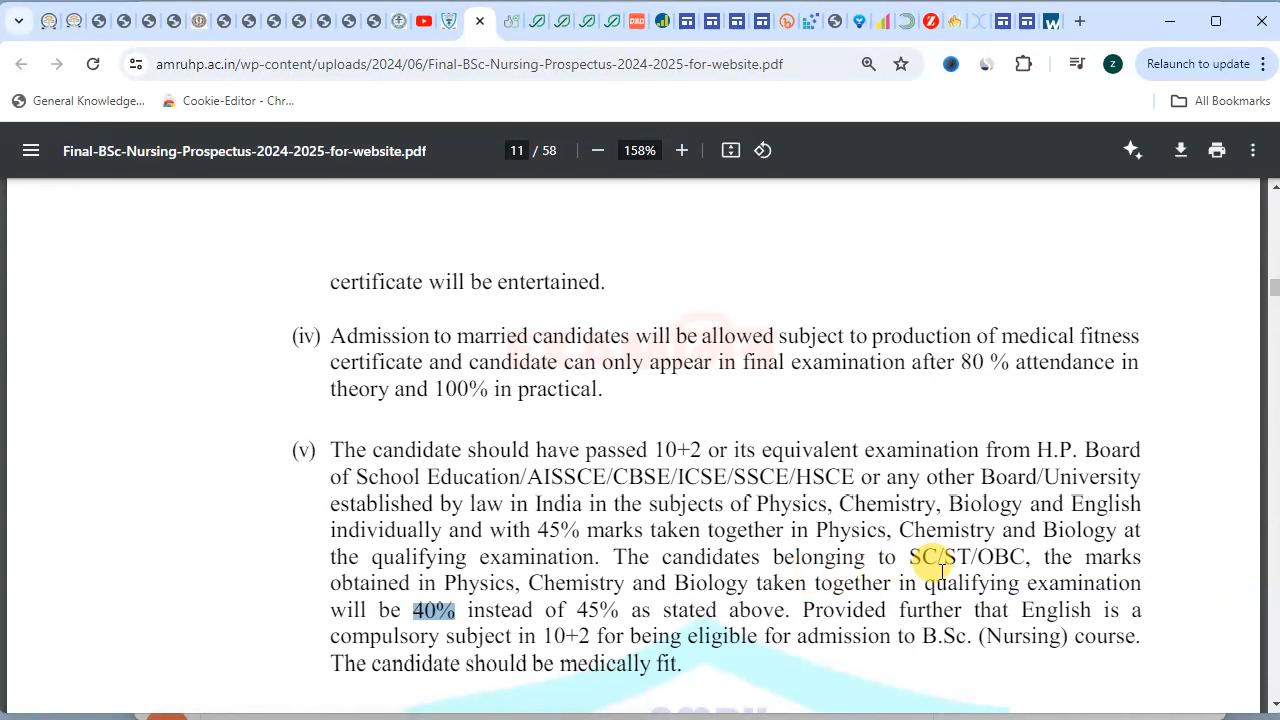 amruhp.ac.in/wp-content/uploads/2024/06/Final-BSc-Nursing-Prospectus-2024-2025-for-website.pdf
Z
Relaunch to update
General Knowledge...
Cookie-Editor - Chr...
All Bookmarks
Final-BSc-Nursing-Prospectus-2024-2025-for-website.pdf
11 / 58
158%
certificate will be entertained.
(iv) Admission to married candidates will be allowed subject to production of medical fitness
certificate and candidate can only appear in final examination after 80 % attendance in
theory and 100% in practical.
(v) The candidate should have passed 10+2 or its equivalent examination from H.P. Board
of School Education/AISSCE/CBSE/ICSE/SSCE/HSCE or any other Board/University
established by law in India in the subjects of Physics, Chemistry, Biology and English
individually and with 45% marks taken together in Physics, Chemistry and Biology at
the qualifying examination. The candidates belonging to SC/ST/OBC, the marks
obtained in Physics, Chemistry and Biology taken together in qualifying examination
will be 40% instead of 45% as stated above. Provided further that English is a
compulsory subject in 10+2 for being eligible for admission to B.Sc. (Nursing) course.
The candidate should be medically fit.